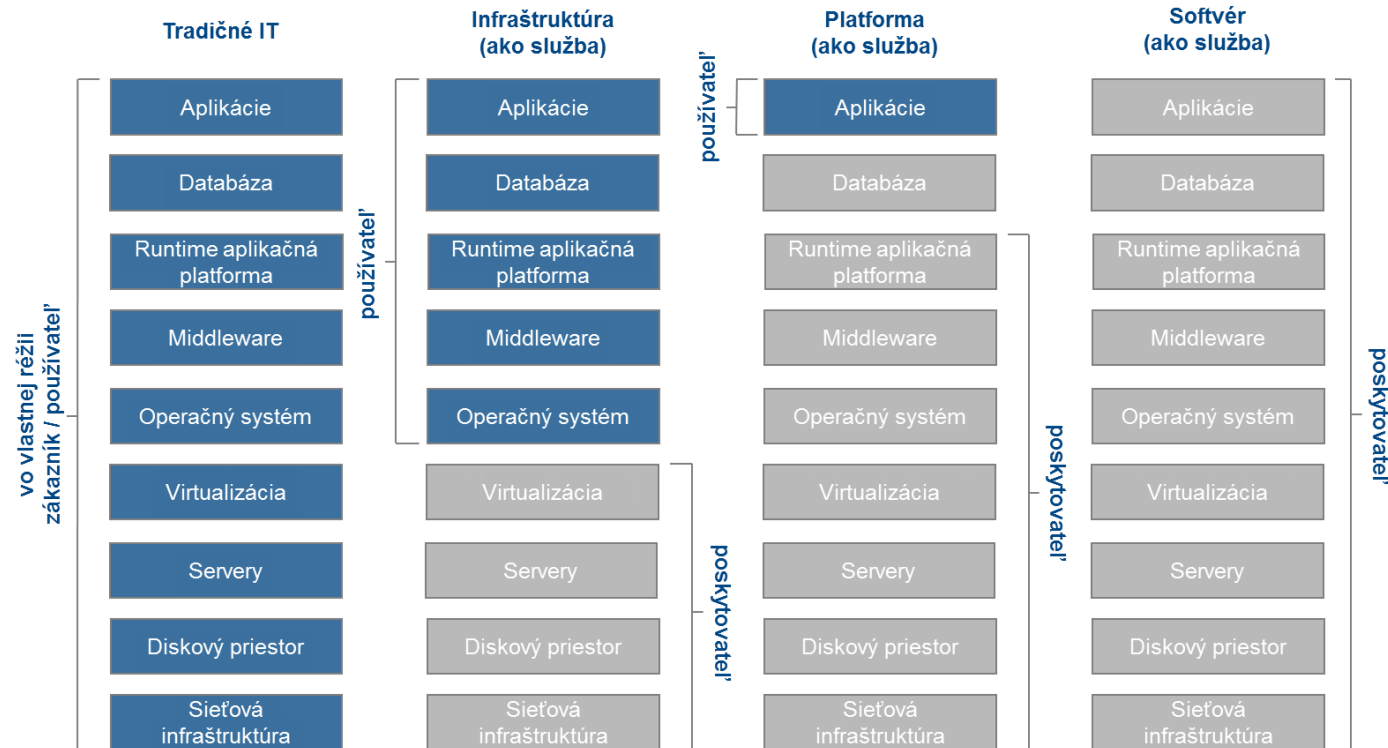 Tradičné IT
Infraštruktúra
(ako služba)
Platforma
(ako služba)
Softvér
(ako služba)
vo vlastnej réžii
zákazník / používateľ
Aplikácie
Databáza
Runtime aplikačná
platforma
Middleware
Operačný systém
Virtualizácia
Servery
Diskový priestor
Sieťová
infraštruktúra
používateľ
Aplikácie
Databáza
Runtime aplikačná
platforma
Middleware
Operačný systém
Virtualizácia
Servery
Diskový priestor
Sieťová
infraštruktúra
poskytovateľ
používateľ
Aplikácie
Databáza
Runtime aplikačná
platforma
Middleware
Operačný systém
Virtualizácia
Servery
Diskový priestor
Sieťová
infraštruktúra
poskytovateľ
Aplikácie
Databáza
Runtime aplikačná
platforma
Middleware
Operačný systém
Virtualizácia
Servery
Diskový priestor
Sieťová
infraštruktúra
poskytovateľ